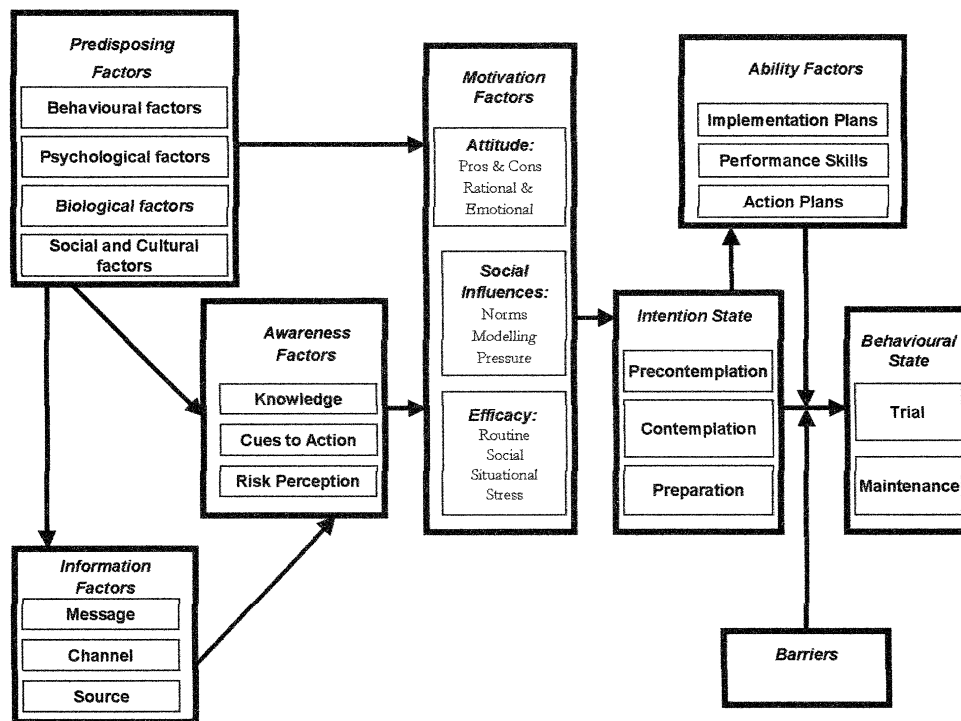 Predisposing
Factors
Behavioural factors
Psychological factors
Biological factors
Social and Cultural
factors
Awareness
Factors
Knowledge
Cues to Action
Risk Perception
Information
Factors
Message
Channel
Source
Motivation
Factors
Attitude:
Pros & Cons
Rational &
Emotional
Social
Influences:
Norms
Modelling
Pressure
Efficacy:
Routine
Social
Situational
Stress
Intention State
Precontemplation
Contemplation
Preparation
Ability Factors
Implementation Plans
Performance Skills
Action Plans
Behavioural
State
Trial
Maintenance
Barriers